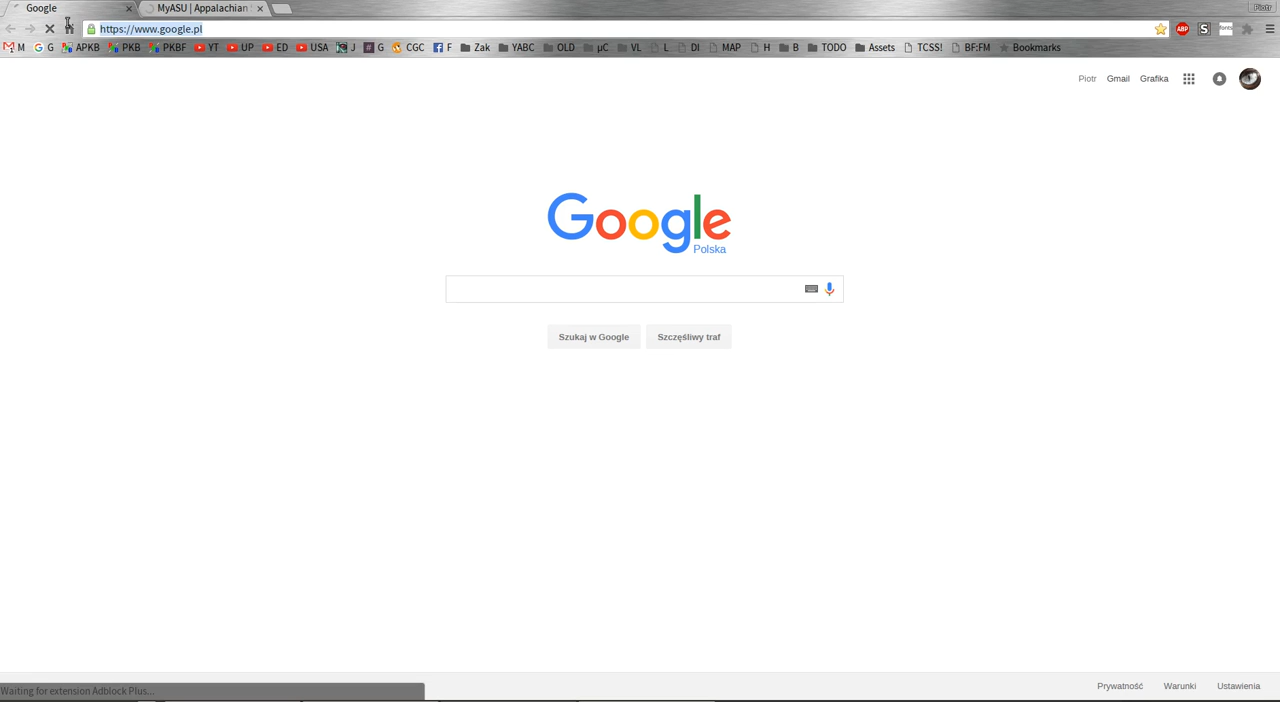 Google MyASU | Appalachian Piotr
https://www.google.pl ABP S fonts
M G APKB PKB PKBF YT UP ED USA J # G CGC F Zak YABC OLD μC VL L DI MAP H B TODO Assets TCSS! BF:FM Bookmarks
Piotr Gmail Grafika
Google
Polska
Szukaj w Google Szczęśliwy traf
Waiting for extension Adblock Plus...
Prywatność Warunki Ustawienia